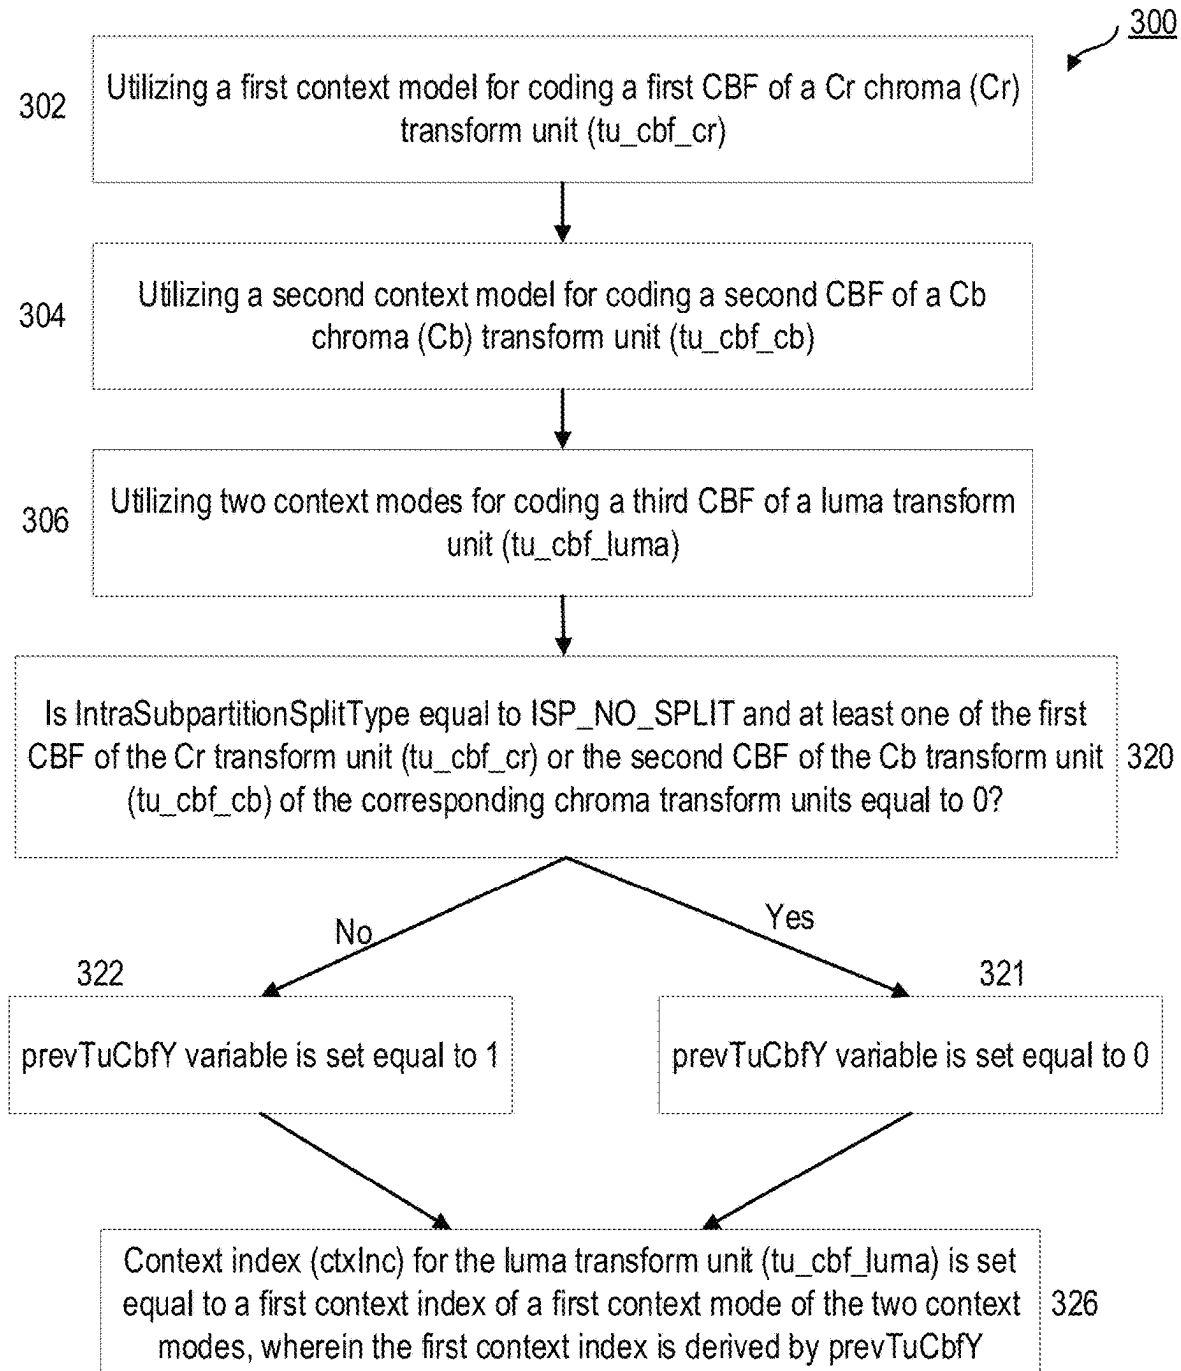 300
302
Utilizing a first context model for coding a first CBF of a Cr chroma (Cr)
transform unit (tu_cbf_cr)
304
Utilizing a second context model for coding a second CBF of a Cb
chroma (Cb) transform unit (tu_cbf_cb)
306
Utilizing two context modes for coding a third CBF of a luma transform
unit (tu_cbf_luma)
Is IntraSubpartitionSplitType equal to ISP_NO_SPLIT and at least one of the first
CBF of the Cr transform unit (tu_cbf_cr) or the second CBF of the Cb transform unit
(tu_cbf_cb) of the corresponding chroma transform units equal to 0?
320
No
Yes
322
321
prevTuCbfY variable is set equal to 1
prevTuCbfY variable is set equal to 0
Context index (ctxInc) for the luma transform unit (tu_cbf_luma) is set
equal to a first context index of a first context mode of the two context
modes, wherein the first context index is derived by prevTuCbfY
326